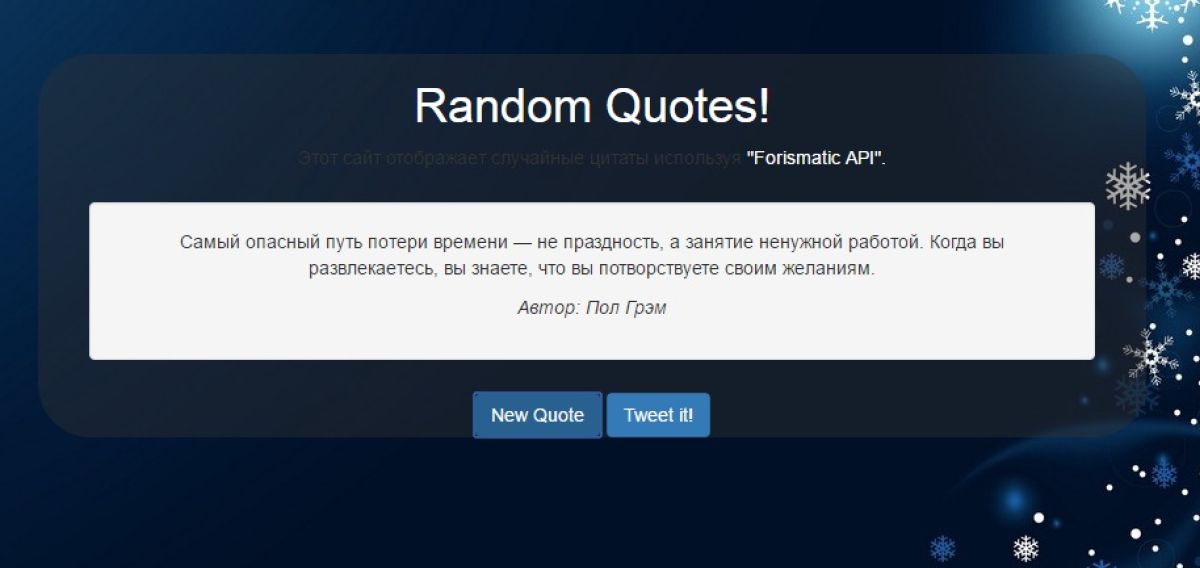 Random Quotes!
Этот сайт отображает случайные цитаты используя "Forismatic API".
Самый опасный путь потери времени — не праздность, а занятие ненужной работой. Когда вы
развлекаетесь, вы знаете, что вы потворствуете своим желаниям.
Автор: Пол Грэм
New Quote Tweet it!